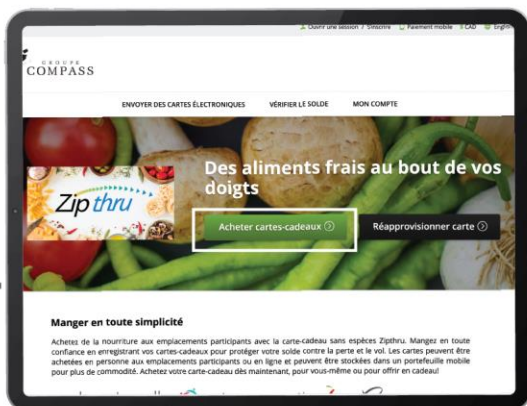 Ouvrir une session / S'inscrire Paiement mobile $ CAD English
GROUPE
COMPASS
ENVOYER DES CARTES ÉLECTRONIQUES VÉRIFIER LE SOLDE MON COMPTE
Des aliments frais au bout de vos
doigts
Zip thru
Acheter cartes-cadeaux Réapprovisionner carte
Manger en toute simplicité
Achetez de la nourriture aux emplacements participants avec la carte-cadeau sans espèces Zipthru. Mangez en toute
confiance en enregistrant vos cartes-cadeaux pour protéger votre solde contre la perte et le vol. Les cartes peuvent être
achetées en personne aux emplacements participants ou en ligne et peuvent être stockées dans un portefeuille mobile
pour plus de commodité. Achetez votre carte-cadeau dès maintenant, pour vous-même ou pour offrir en cadeau!